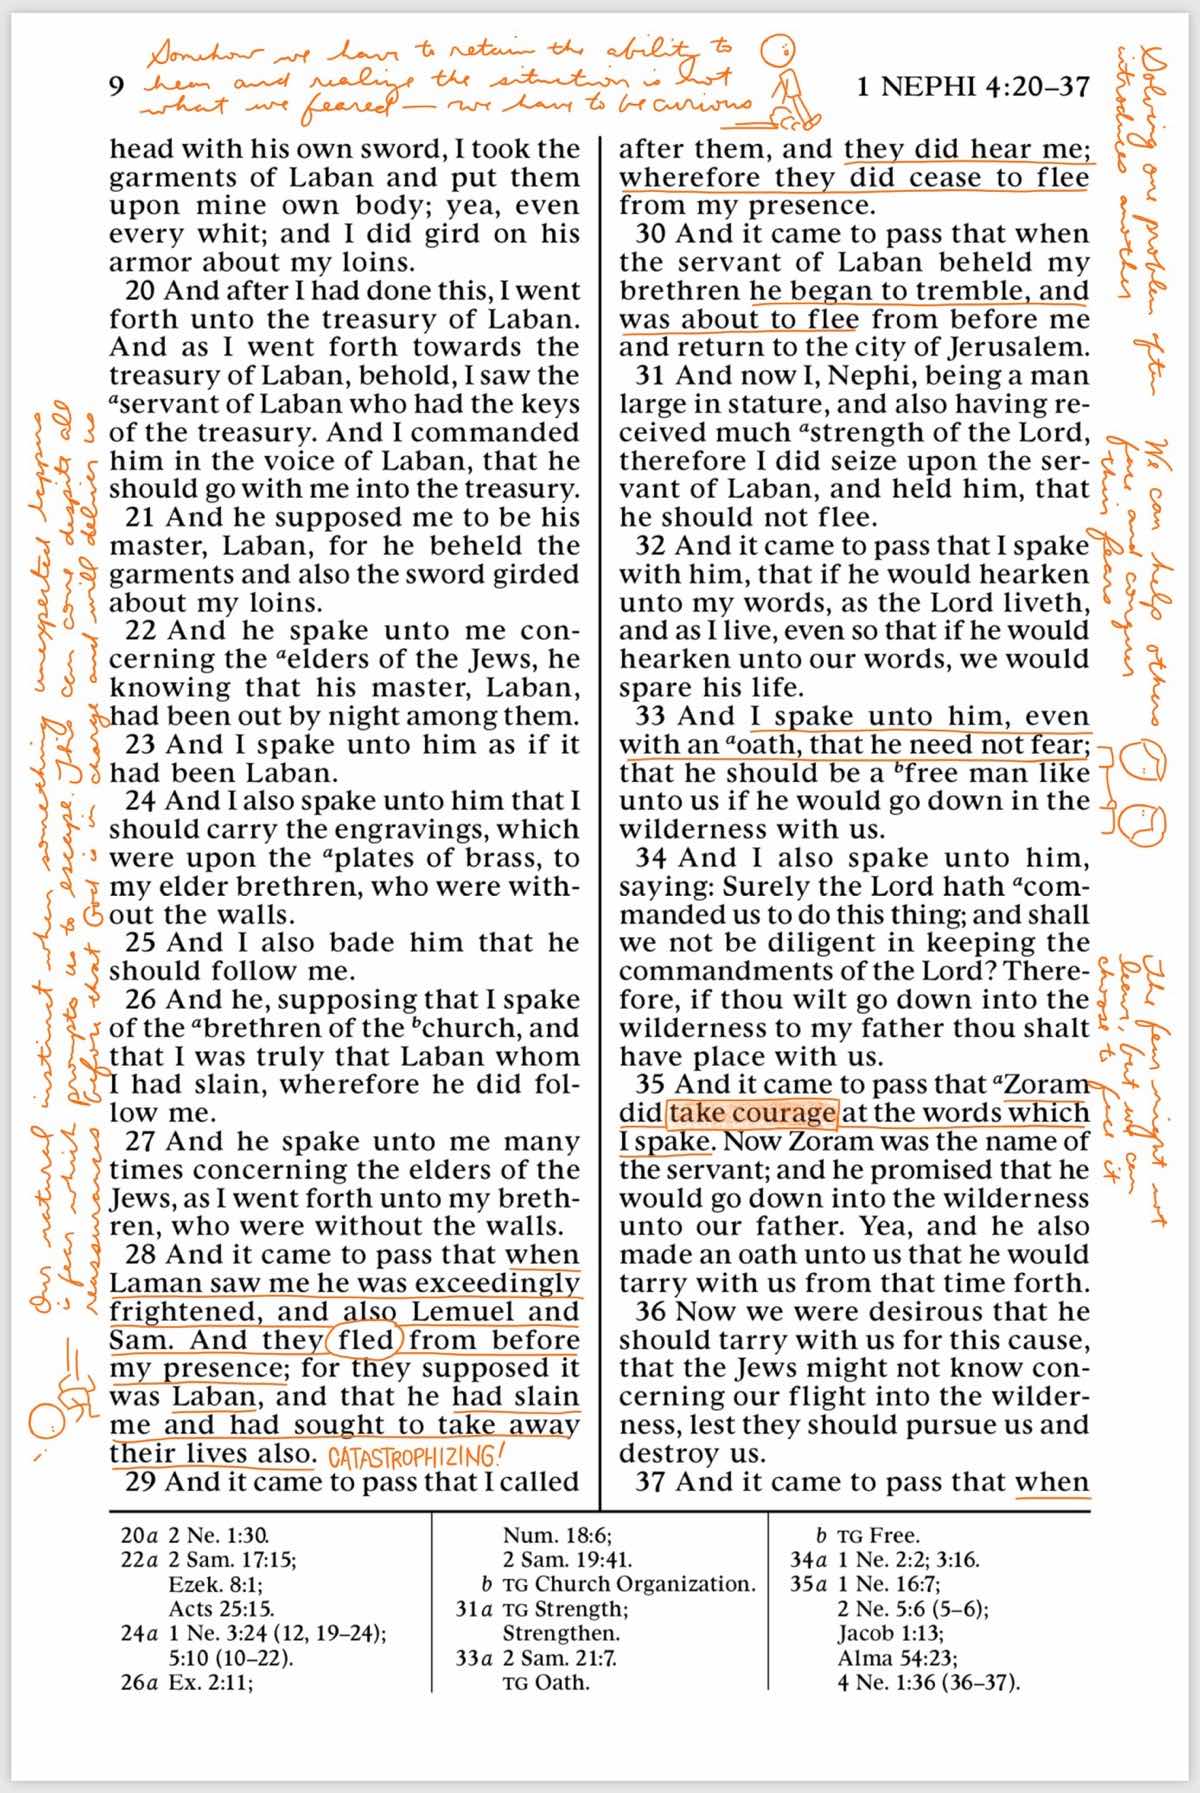 Somehow we have to retain the ability to
hear and realize the situation is not
what we feared — we have to be curious
9
1 NEPHI 4:20–37
head with his own sword, I took the
garments of Laban and put them
upon mine own body; yea, even
every whit; and I did gird on his
armor about my loins.
20 And after I had done this, I went
forth unto the treasury of Laban.
And as I went forth towards the
treasury of Laban, behold, I saw the
aservant of Laban who had the keys
of the treasury. And I commanded
him in the voice of Laban, that he
should go with me into the treasury.
21 And he supposed me to be his
master, Laban, for he beheld the
garments and also the sword girded
about my loins.
22 And he spake unto me con-
cerning the aelders of the Jews, he
knowing that his master, Laban,
had been out by night among them.
23 And I spake unto him as if it
had been Laban.
24 And I also spake unto him that I
should carry the engravings, which
were upon the aplates of brass, to
my elder brethren, who were with-
out the walls.
25 And I also bade him that he
should follow me.
26 And he, supposing that I spake
of the abrethren of the bchurch, and
that I was truly that Laban whom
I had slain, wherefore he did fol-
low me.
27 And he spake unto me many
times concerning the elders of the
Jews, as I went forth unto my breth-
ren, who were without the walls.
28 And it came to pass that when
Laman saw me he was exceedingly
frightened, and also Lemuel and
Sam. And they fled from before
my presence; for they supposed it
was Laban, and that he had slain
me and had sought to take away
their lives also. CATASTROPHIZING!
29 And it came to pass that I called
after them, and they did hear me;
wherefore they did cease to flee
from my presence.
30 And it came to pass that when
the servant of Laban beheld my
brethren he began to tremble, and
was about to flee from before me
and return to the city of Jerusalem.
31 And now I, Nephi, being a man
large in stature, and also having re-
ceived much astrength of the Lord,
therefore I did seize upon the ser-
vant of Laban, and held him, that
he should not flee.
32 And it came to pass that I spake
with him, that if he would hearken
unto my words, as the Lord liveth,
and as I live, even so that if he would
hearken unto our words, we would
spare his life.
33 And I spake unto him, even
with an aoath, that he need not fear;
that he should be a bfree man like
unto us if he would go down in the
wilderness with us.
34 And I also spake unto him,
saying: Surely the Lord hath acom-
manded us to do this thing; and shall
we not be diligent in keeping the
commandments of the Lord? There-
fore, if thou wilt go down into the
wilderness to my father thou shalt
have place with us.
35 And it came to pass that aZoram
did take courage at the words which
I spake. Now Zoram was the name of
the servant; and he promised that he
would go down into the wilderness
unto our father. Yea, and he also
made an oath unto us that he would
tarry with us from that time forth.
36 Now we were desirous that he
should tarry with us for this cause,
that the Jews might not know con-
cerning our flight into the wilder-
ness, lest they should pursue us and
destroy us.
37 And it came to pass that when
Our natural instinct when something unexpected happens
is fear which prompts us to escape. This can come despite all
reassurances before that God is in charge and will deliver us
Solving one problem often
introduces another
We can help others
face and conquer
their fears
The fear might not
leave, but we can
choose to face it
20a 2 Ne. 1:30.
22a 2 Sam. 17:15;
Ezek. 8:1;
Acts 25:15.
24a 1 Ne. 3:24 (12, 19–24);
5:10 (10–22).
26a Ex. 2:11;
Num. 18:6;
2 Sam. 19:41.
b TG Church Organization.
31a TG Strength;
Strengthen.
33a 2 Sam. 21:7.
TG Oath.
b TG Free.
34a 1 Ne. 2:2; 3:16.
35a 1 Ne. 16:7;
2 Ne. 5:6 (5–6);
Jacob 1:13;
Alma 54:23;
4 Ne. 1:36 (36–37).